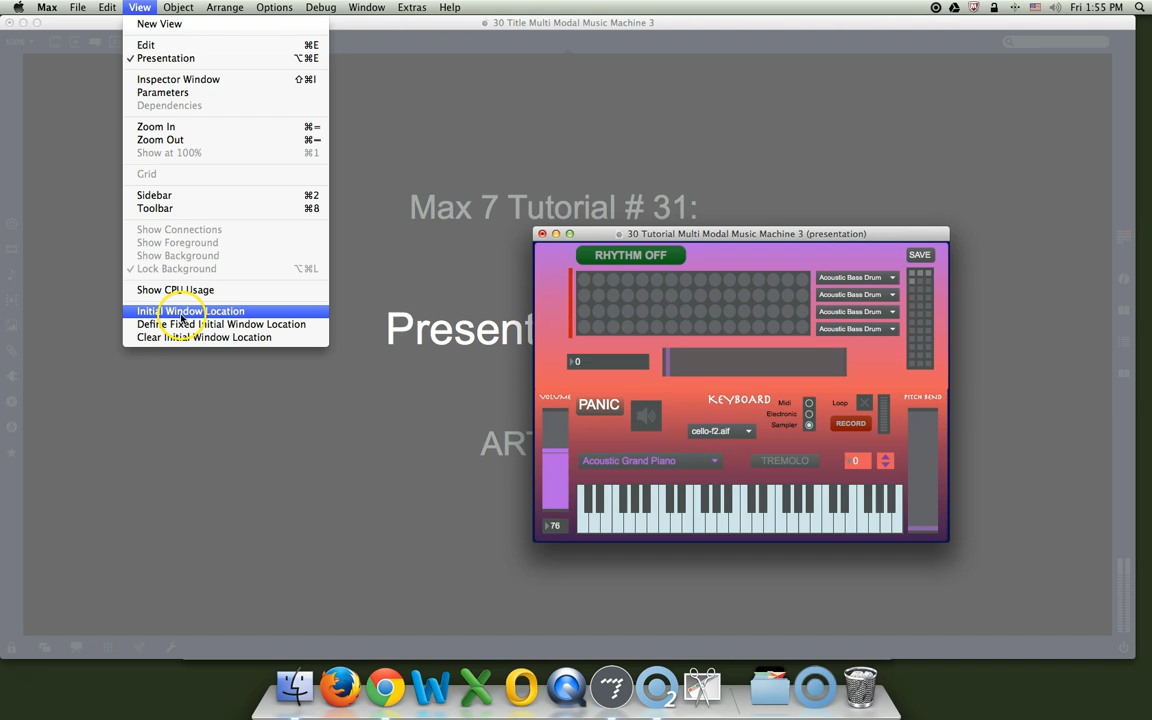 Max File Edit View Object Arrange Options Debug Window Extras Help Fri 1:55 PM
30 Title Multi Modal Music Machine 3
New View
Edit ⌘E
✓ Presentation ⌥⌘E
Inspector Window ⇧⌘I
Parameters
Dependencies
Zoom In ⌘=
Zoom Out ⌘−
Show at 100% ⌘1
Grid
Sidebar ⌘2
Toolbar ⌘8
Show Connections
Show Foreground
Show Background
✓ Lock Background ⌥⌘L
Show CPU Usage
Initial Window Location
Define Fixed Initial Window Location
Clear Initial Window Location
Max 7 Tutorial # 31:
Present
ART
30 Tutorial Multi Modal Music Machine 3 (presentation)
RHYTHM OFF SAVE
Acoustic Bass Drum
Acoustic Bass Drum
Acoustic Bass Drum
Acoustic Bass Drum
0
VOLUME PANIC KEYBOARD Midi Loop PITCH BEND
Electronic
Sampler RECORD
cello-f2.aif
Acoustic Grand Piano TREMOLO 0
76
2